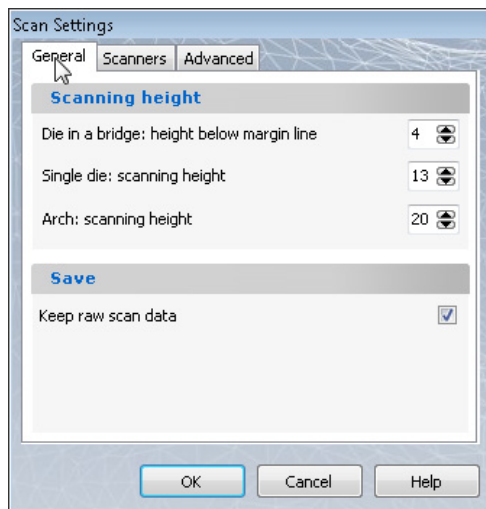 Scan Settings
General Scanners Advanced
Scanning height
Die in a bridge: height below margin line 4
Single die: scanning height 13
Arch: scanning height 20
Save
Keep raw scan data
OK Cancel Help